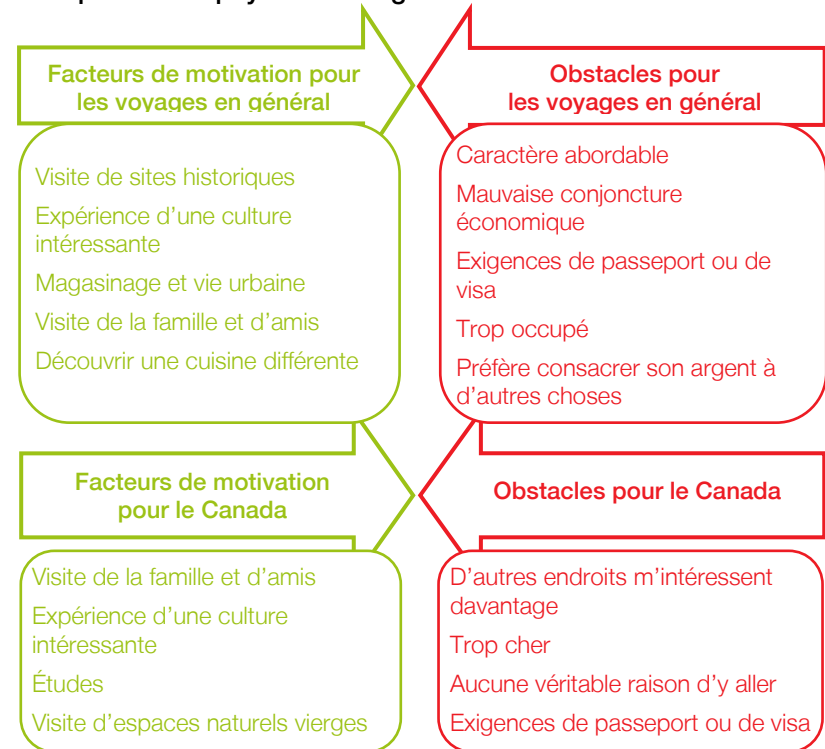 Facteurs de motivation pour
les voyages en général
Visite de sites historiques
Expérience d'une culture
intéressante
Magasinage et vie urbaine
Visite de la famille et d'amis
Découvrir une cuisine différente
Obstacles pour
les voyages en général
Caractère abordable
Mauvaise conjoncture
économique
Exigences de passeport ou de
visa
Trop occupé
Préfère consacrer son argent à
d'autres choses
Facteurs de motivation
pour le Canada
Visite de la famille et d'amis
Expérience d'une culture
intéressante
Études
Visite d'espaces naturels vierges
Obstacles pour le Canada
D'autres endroits m'intéressent
davantage
Trop cher
Aucune véritable raison d'y aller
Exigences de passeport ou de visa